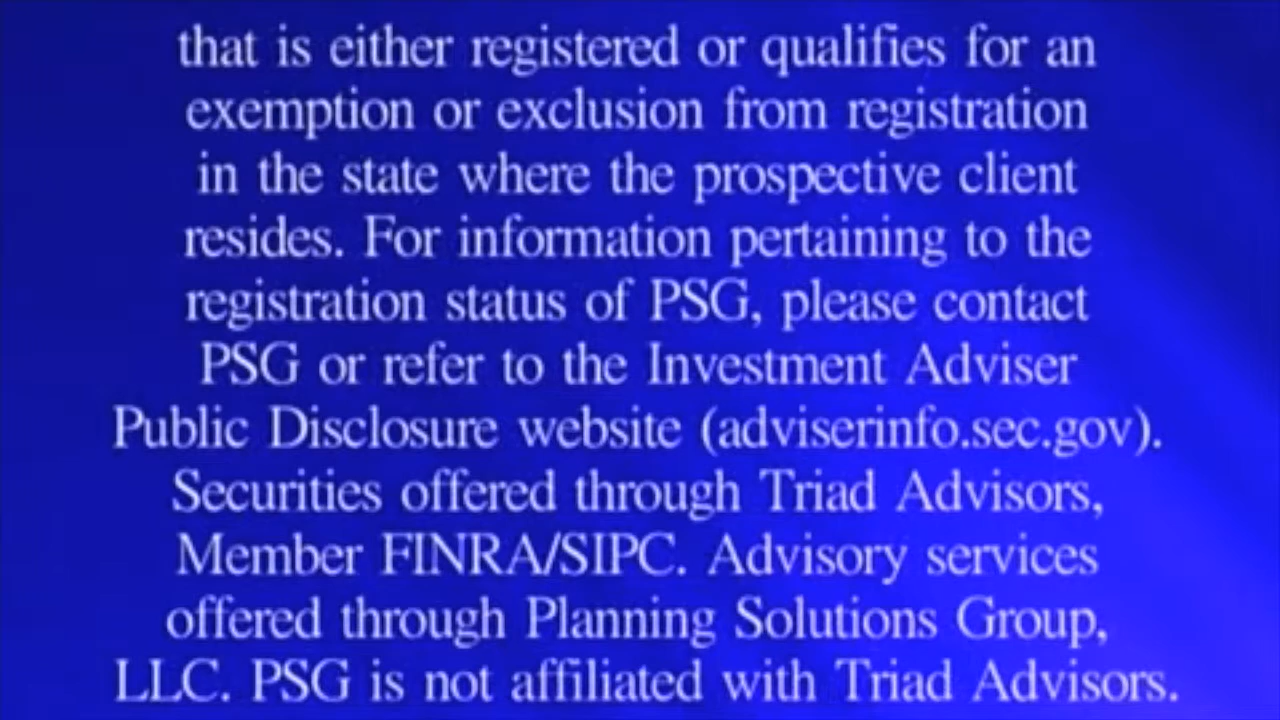 that is either registered or qualifies for an
exemption or exclusion from registration
in the state where the prospective client
resides. For information pertaining to the
registration status of PSG, please contact
PSG or refer to the Investment Adviser
Public Disclosure website (adviserinfo.sec.gov).
Securities offered through Triad Advisors,
Member FINRA/SIPC. Advisory services
offered through Planning Solutions Group,
LLC. PSG is not affiliated with Triad Advisors.